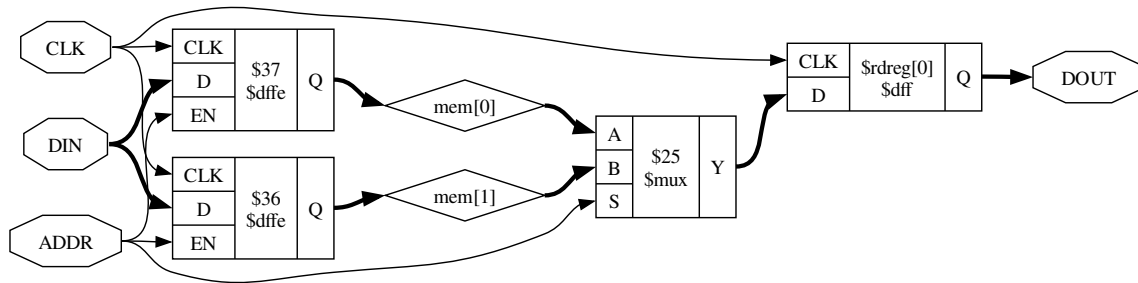 CLK
DIN
ADDR
CLK
D
EN
$37
$dffe
Q
CLK
D
EN
$36
$dffe
Q
mem[0]
mem[1]
A
B
S
$25
$mux
Y
CLK
D
$rdreg[0]
$dff
Q
DOUT